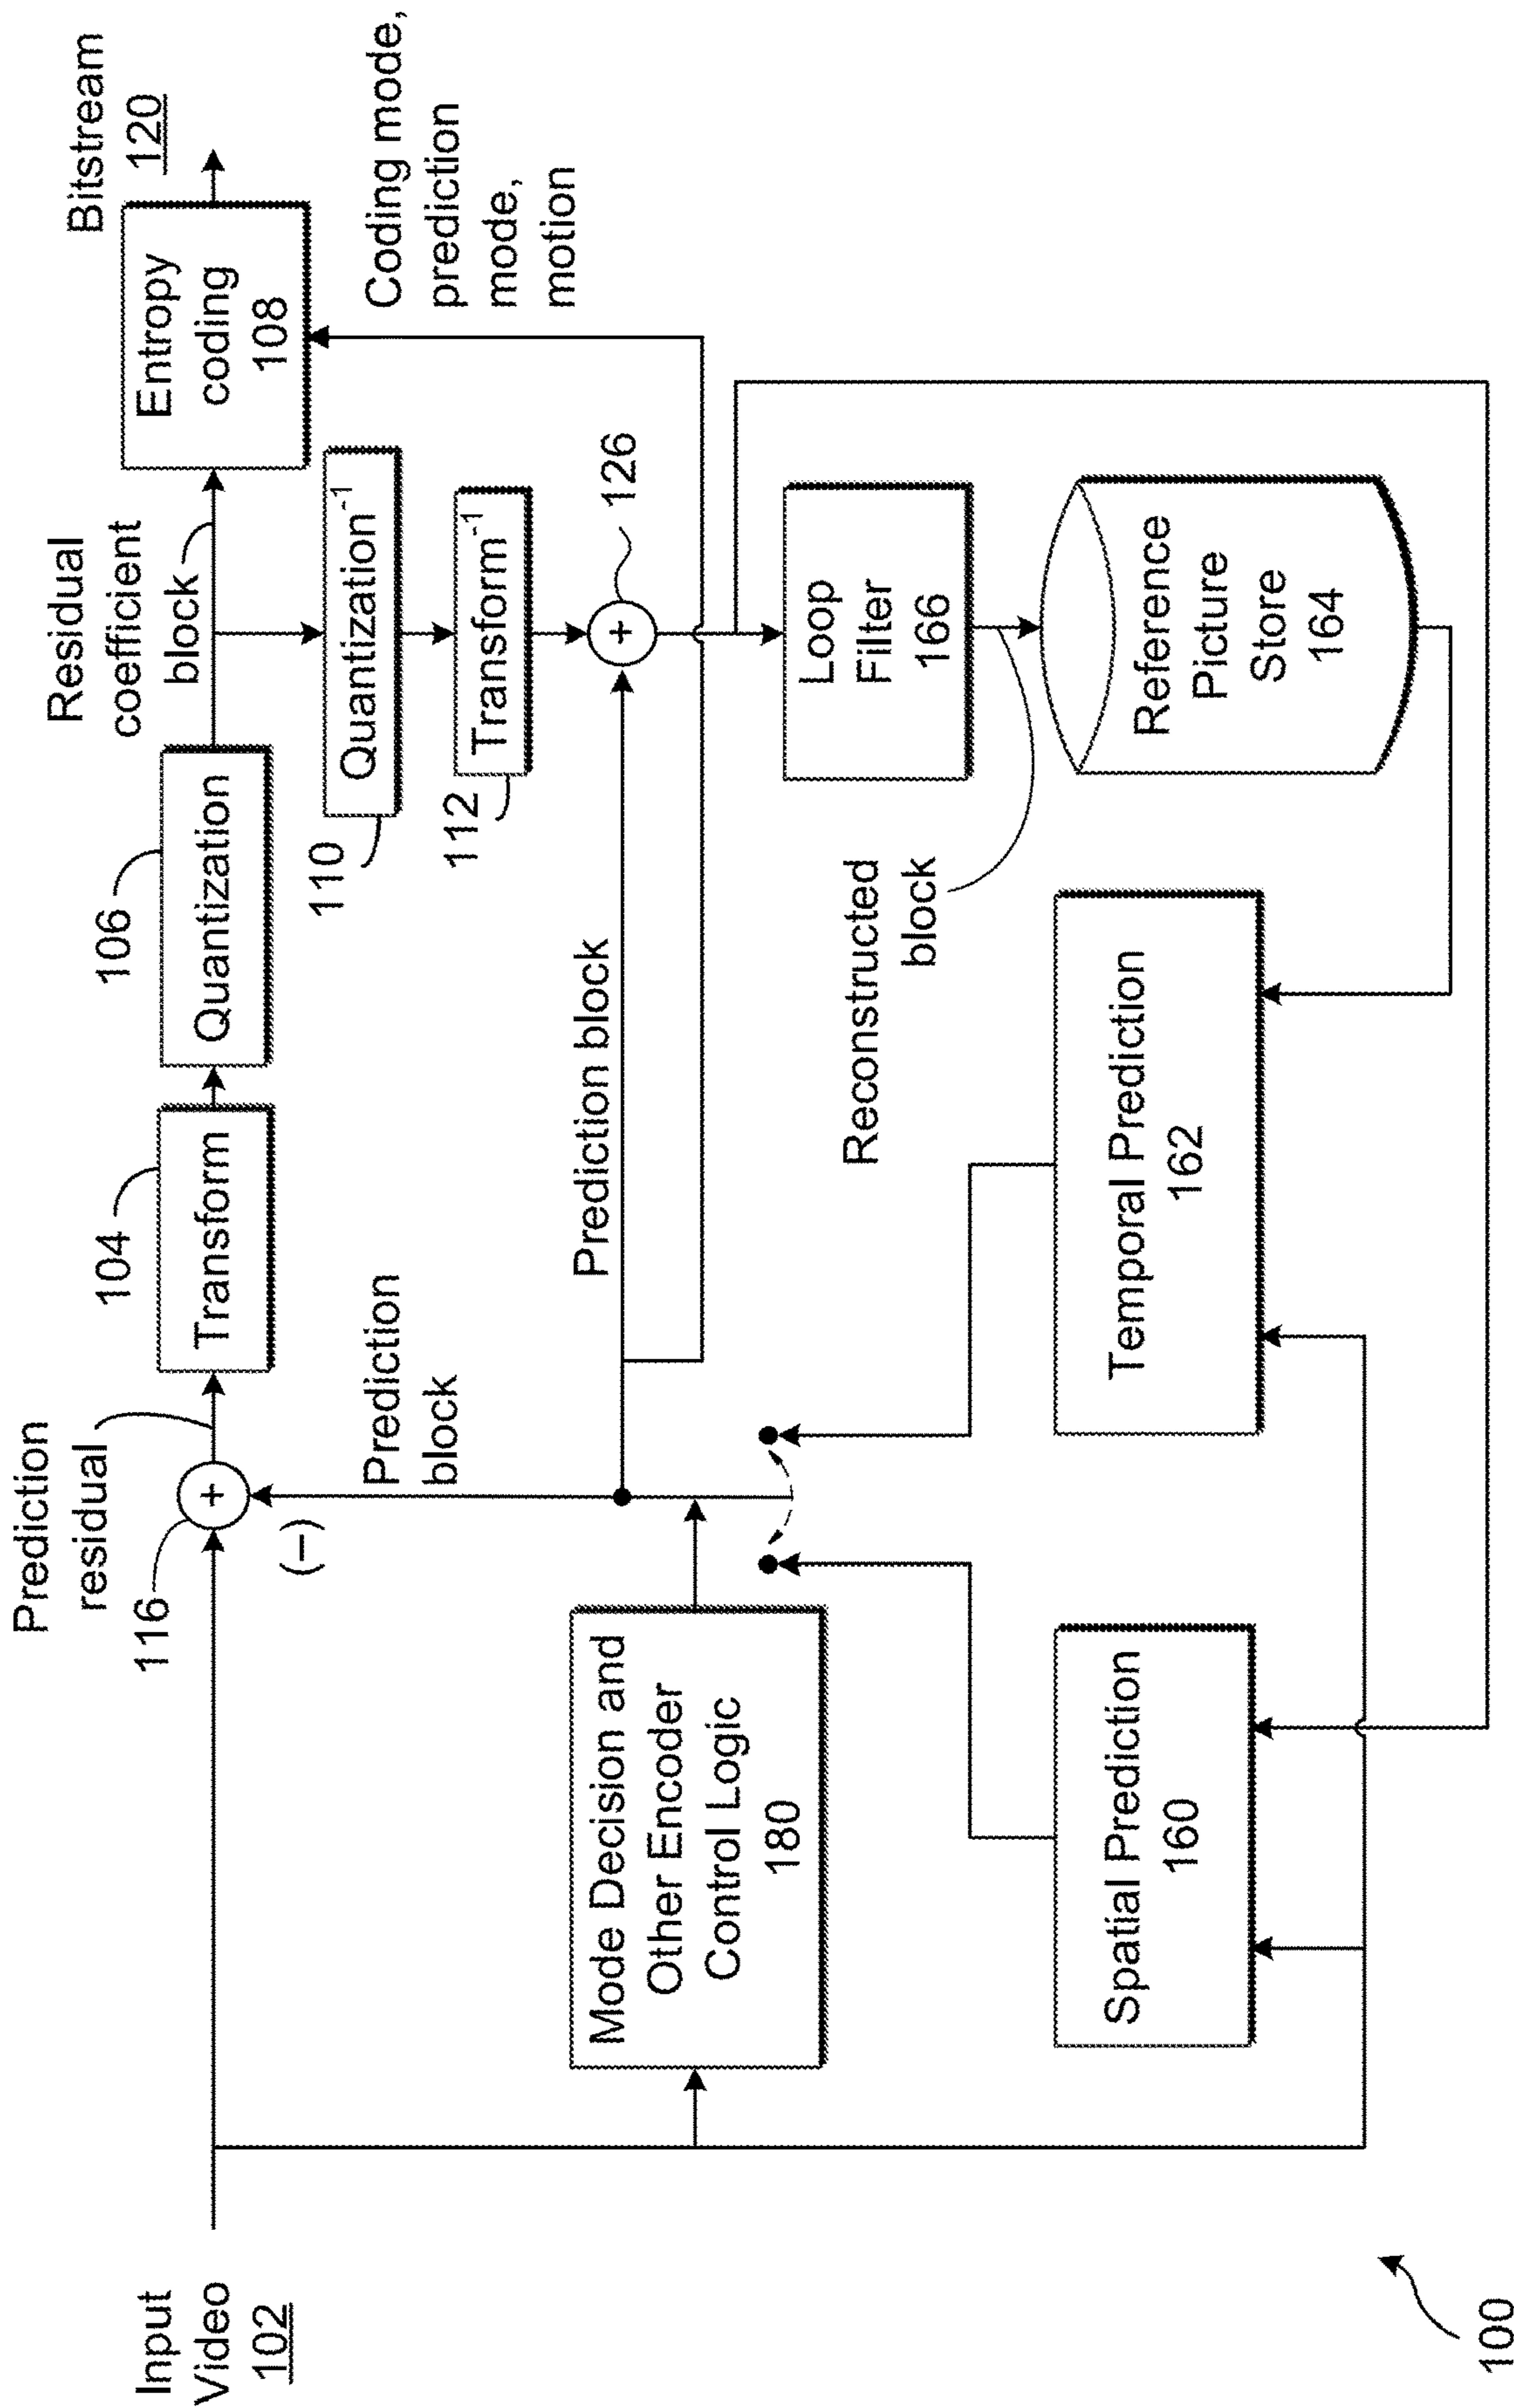 Input
Video
102
Prediction
residual
116
(–)
104
Transform
106
Quantization
Residual
coefficient
block
Entropy
coding
108
Bitstream
120
Coding mode,
prediction
mode,
motion
110
Quantization-1
112
Transform-1
126
+
+
Prediction
block
Prediction block
Mode Decision and
Other Encoder
Control Logic
180
Loop
Filter
166
Reconstructed
block
Reference
Picture
Store
164
Spatial Prediction
160
Temporal Prediction
162
100